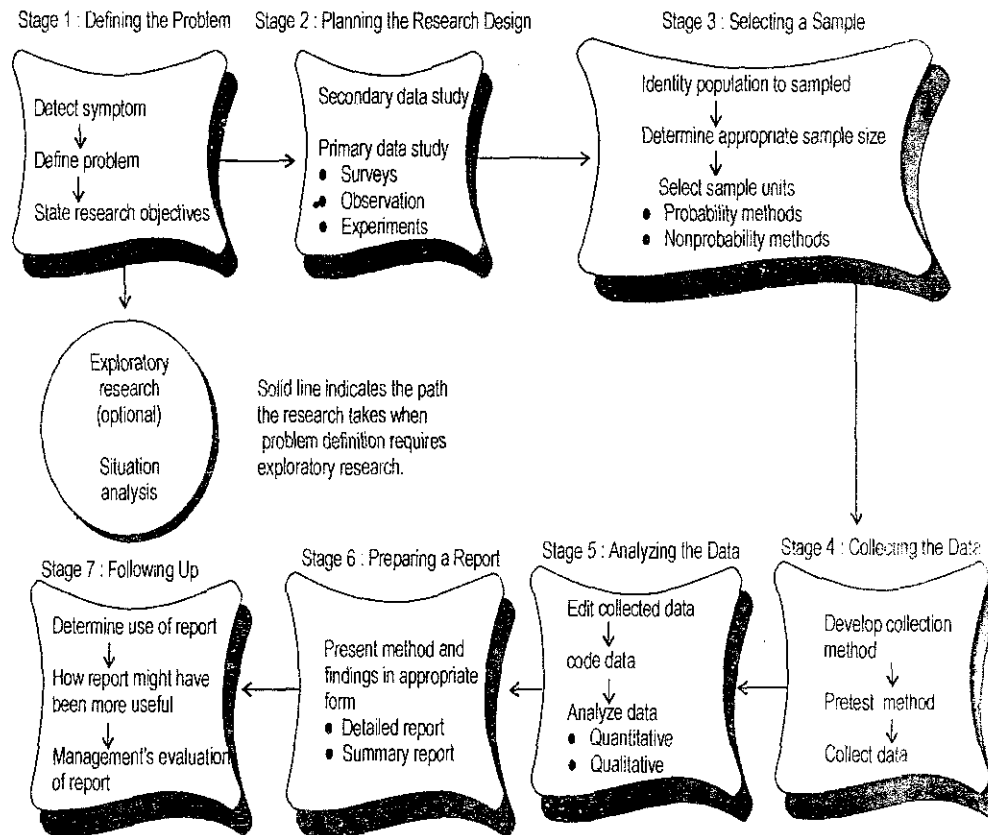 Stage 1 : Defining the Problem
Detect symptom
Define problem
State research objectives
Exploratory
research
(optional)
Situation
analysis
Solid line indicates the path
the research takes when
problem definition requires
exploratory research.
Stage 2 : Planning the Research Design
Secondary data study
Primary data study
• Surveys
• Observation
• Experiments
Stage 3 : Selecting a Sample
Identity population to sampled
Determine appropriate sample size
Select sample units
• Probability methods
• Nonprobability methods
Stage 4 : Collecting the Data
Develop collection
method
Pretest method
Collect data
Stage 5 : Analyzing the Data
Edit collected data
code data
Analyze data
• Quantitative
• Qualitative
Stage 6 : Preparing a Report
Present method and
findings in appropriate
form
• Detailed report
• Summary report
Stage 7 : Following Up
Determine use of report
How report might have
been more useful
Management's evaluation
of report